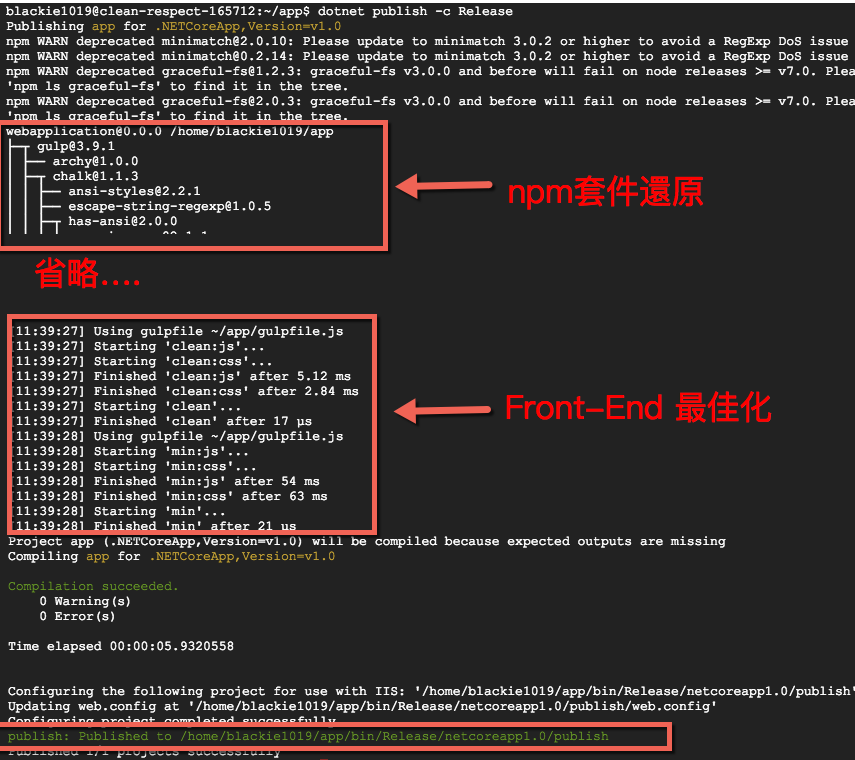 blackie1019@clean-respect-165712:~/app$ dotnet publish -c Release
Publishing app for .NETCoreApp,Version=v1.0
npm WARN deprecated minimatch@2.0.10: Please update to minimatch 3.0.2 or higher to avoid a RegExp DoS issue
npm WARN deprecated minimatch@0.2.14: Please update to minimatch 3.0.2 or higher to avoid a RegExp DoS issue
npm WARN deprecated graceful-fs@1.2.3: graceful-fs v3.0.0 and before will fail on node releases >= v7.0. Plea
'npm ls graceful-fs' to find it in the tree.
npm WARN deprecated graceful-fs@2.0.3: graceful-fs v3.0.0 and before will fail on node releases >= v7.0. Plea
'npm ls graceful-fs' to find it in the tree.
webapplication@0.0.0 /home/blackie1019/app
gulp@3.9.1
archy@1.0.0
chalk@1.1.3
ansi-styles@2.2.1
escape-string-regexp@1.0.5
has-ansi@2.0.0
npm套件還原
省略....
[11:39:27] Using gulpfile ~/app/gulpfile.js
[11:39:27] Starting 'clean:js'...
[11:39:27] Starting 'clean:css'...
[11:39:27] Finished 'clean:js' after 5.12 ms
[11:39:27] Finished 'clean:css' after 2.84 ms
[11:39:27] Starting 'clean'...
[11:39:27] Finished 'clean' after 17 μs
[11:39:28] Using gulpfile ~/app/gulpfile.js
[11:39:28] Starting 'min:js'...
[11:39:28] Starting 'min:css'...
[11:39:28] Finished 'min:js' after 54 ms
[11:39:28] Finished 'min:css' after 63 ms
[11:39:28] Starting 'min'...
[11:39:28] Finished 'min' after 21 μs
Front-End 最佳化
Project app (.NETCoreApp,Version=v1.0) will be compiled because expected outputs are missing
Compiling app for .NETCoreApp,Version=v1.0
Compilation succeeded.
0 Warning(s)
0 Error(s)
Time elapsed 00:00:05.9320558
Configuring the following project for use with IIS: '/home/blackie1019/app/bin/Release/netcoreapp1.0/publish'
Updating web.config at '/home/blackie1019/app/bin/Release/netcoreapp1.0/publish/web.config'
Configuring project completed successfully
publish: Published to /home/blackie1019/app/bin/Release/netcoreapp1.0/publish
Published 1/1 projects successfully